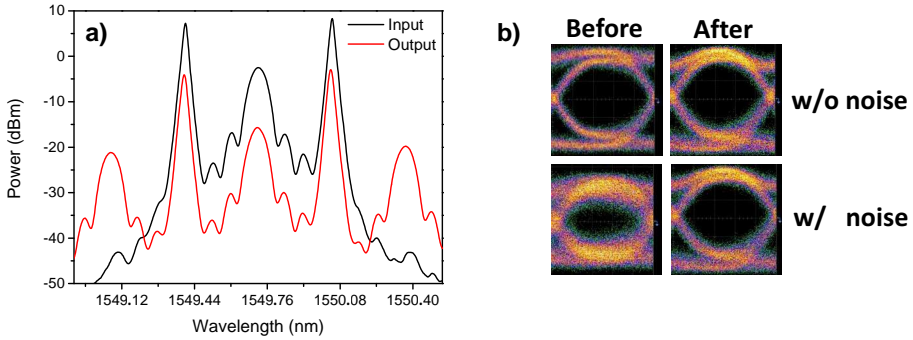 a)
Input
Output
10
0
-10
-20
-30
-40
-50
Power (dBm)
1549.12 1549.44 1549.76 1550.08 1550.40
Wavelength (nm)
b)
Before After
w/o noise
w/ noise